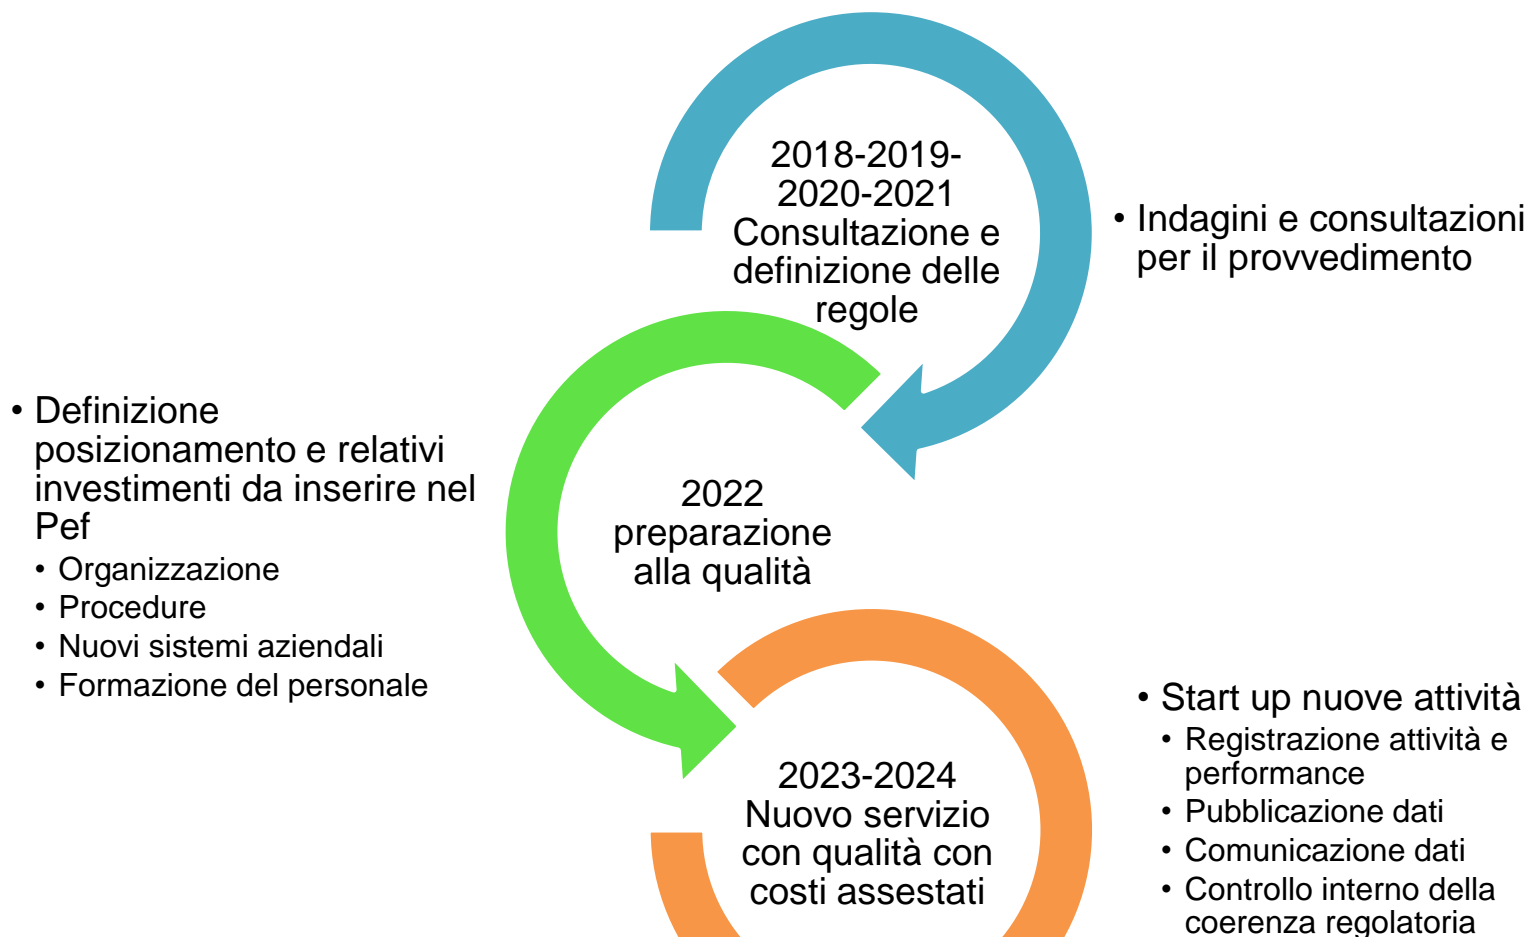 2018-2019-
2020-2021
Consultazione e
definizione delle
regole
• Indagini e consultazioni
per il provvedimento
• Definizione
posizionamento e relativi
investimenti da inserire nel
Pef
• Organizzazione
• Procedure
• Nuovi sistemi aziendali
• Formazione del personale
2022
preparazione
alla qualità
2023-2024
Nuovo servizio
con qualità con
costi assestati
• Start up nuove attività
• Registrazione attività e
performance
• Pubblicazione dati
• Comunicazione dati
• Controllo interno della
coerenza regolatoria